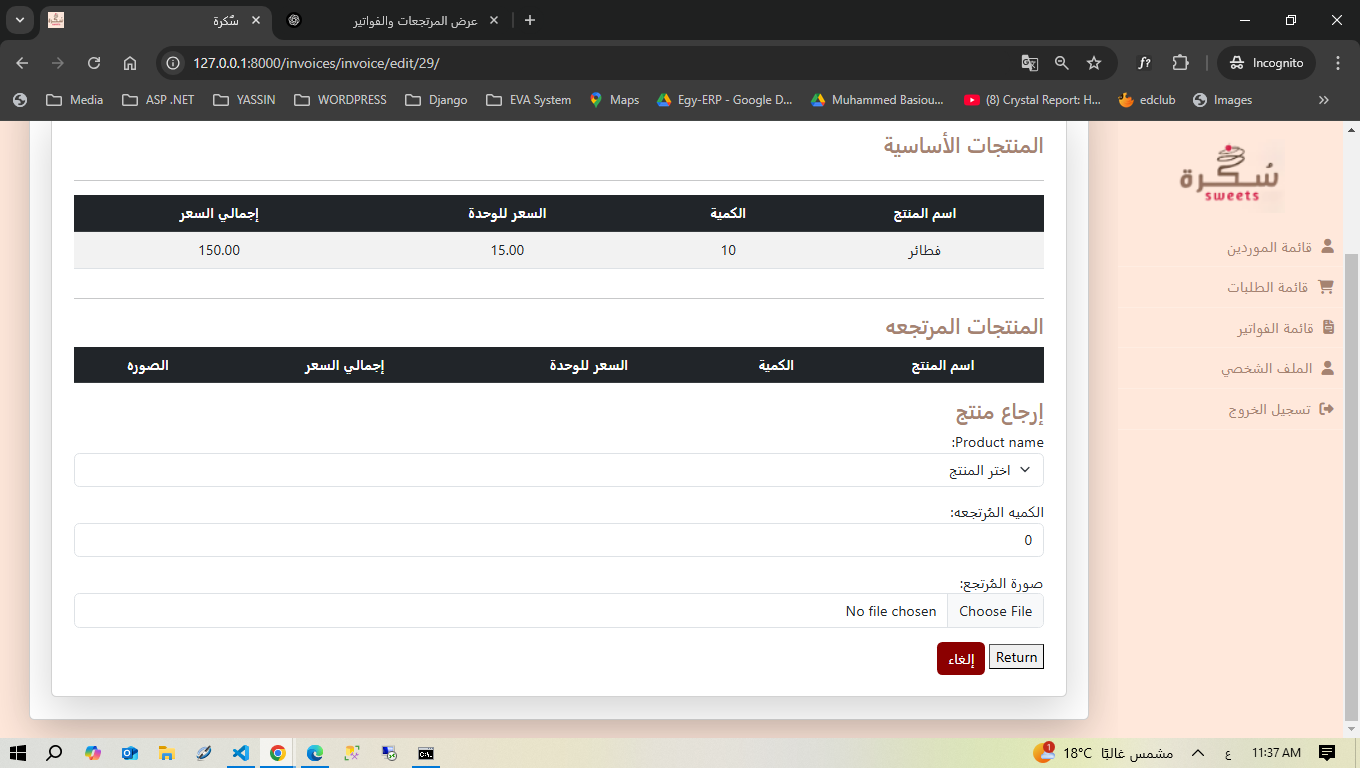 سُكرة
عرض المرتجعات والفواتير
127.0.0.1:8000/invoices/invoice/edit/29/
f?
Incognito
Media
ASP .NET
YASSIN
WORDPRESS
Django
EVA System
Maps
Egy-ERP - Google D...
Muhammed Basiou...
(8) Crystal Report: H...
edclub
Images
»
سُكرة
sweets
قائمة الموردين
قائمة الطلبات
قائمة الفواتير
الملف الشخصي
تسجيل الخروج
المنتجات الأساسية
اسم المنتج الكمية السعر للوحدة إجمالي السعر
فطائر 10 15.00 150.00
المنتجات المرتجعه
اسم المنتج الكمية السعر للوحدة إجمالي السعر الصوره
إرجاع منتج
Product name:
اختر المنتج
الكميه المُرتجعه:
0
صورة المُرتجع:
Choose File No file chosen
Return إلغاء
1
18°C مشمس غالبًا
ع
11:37 AM